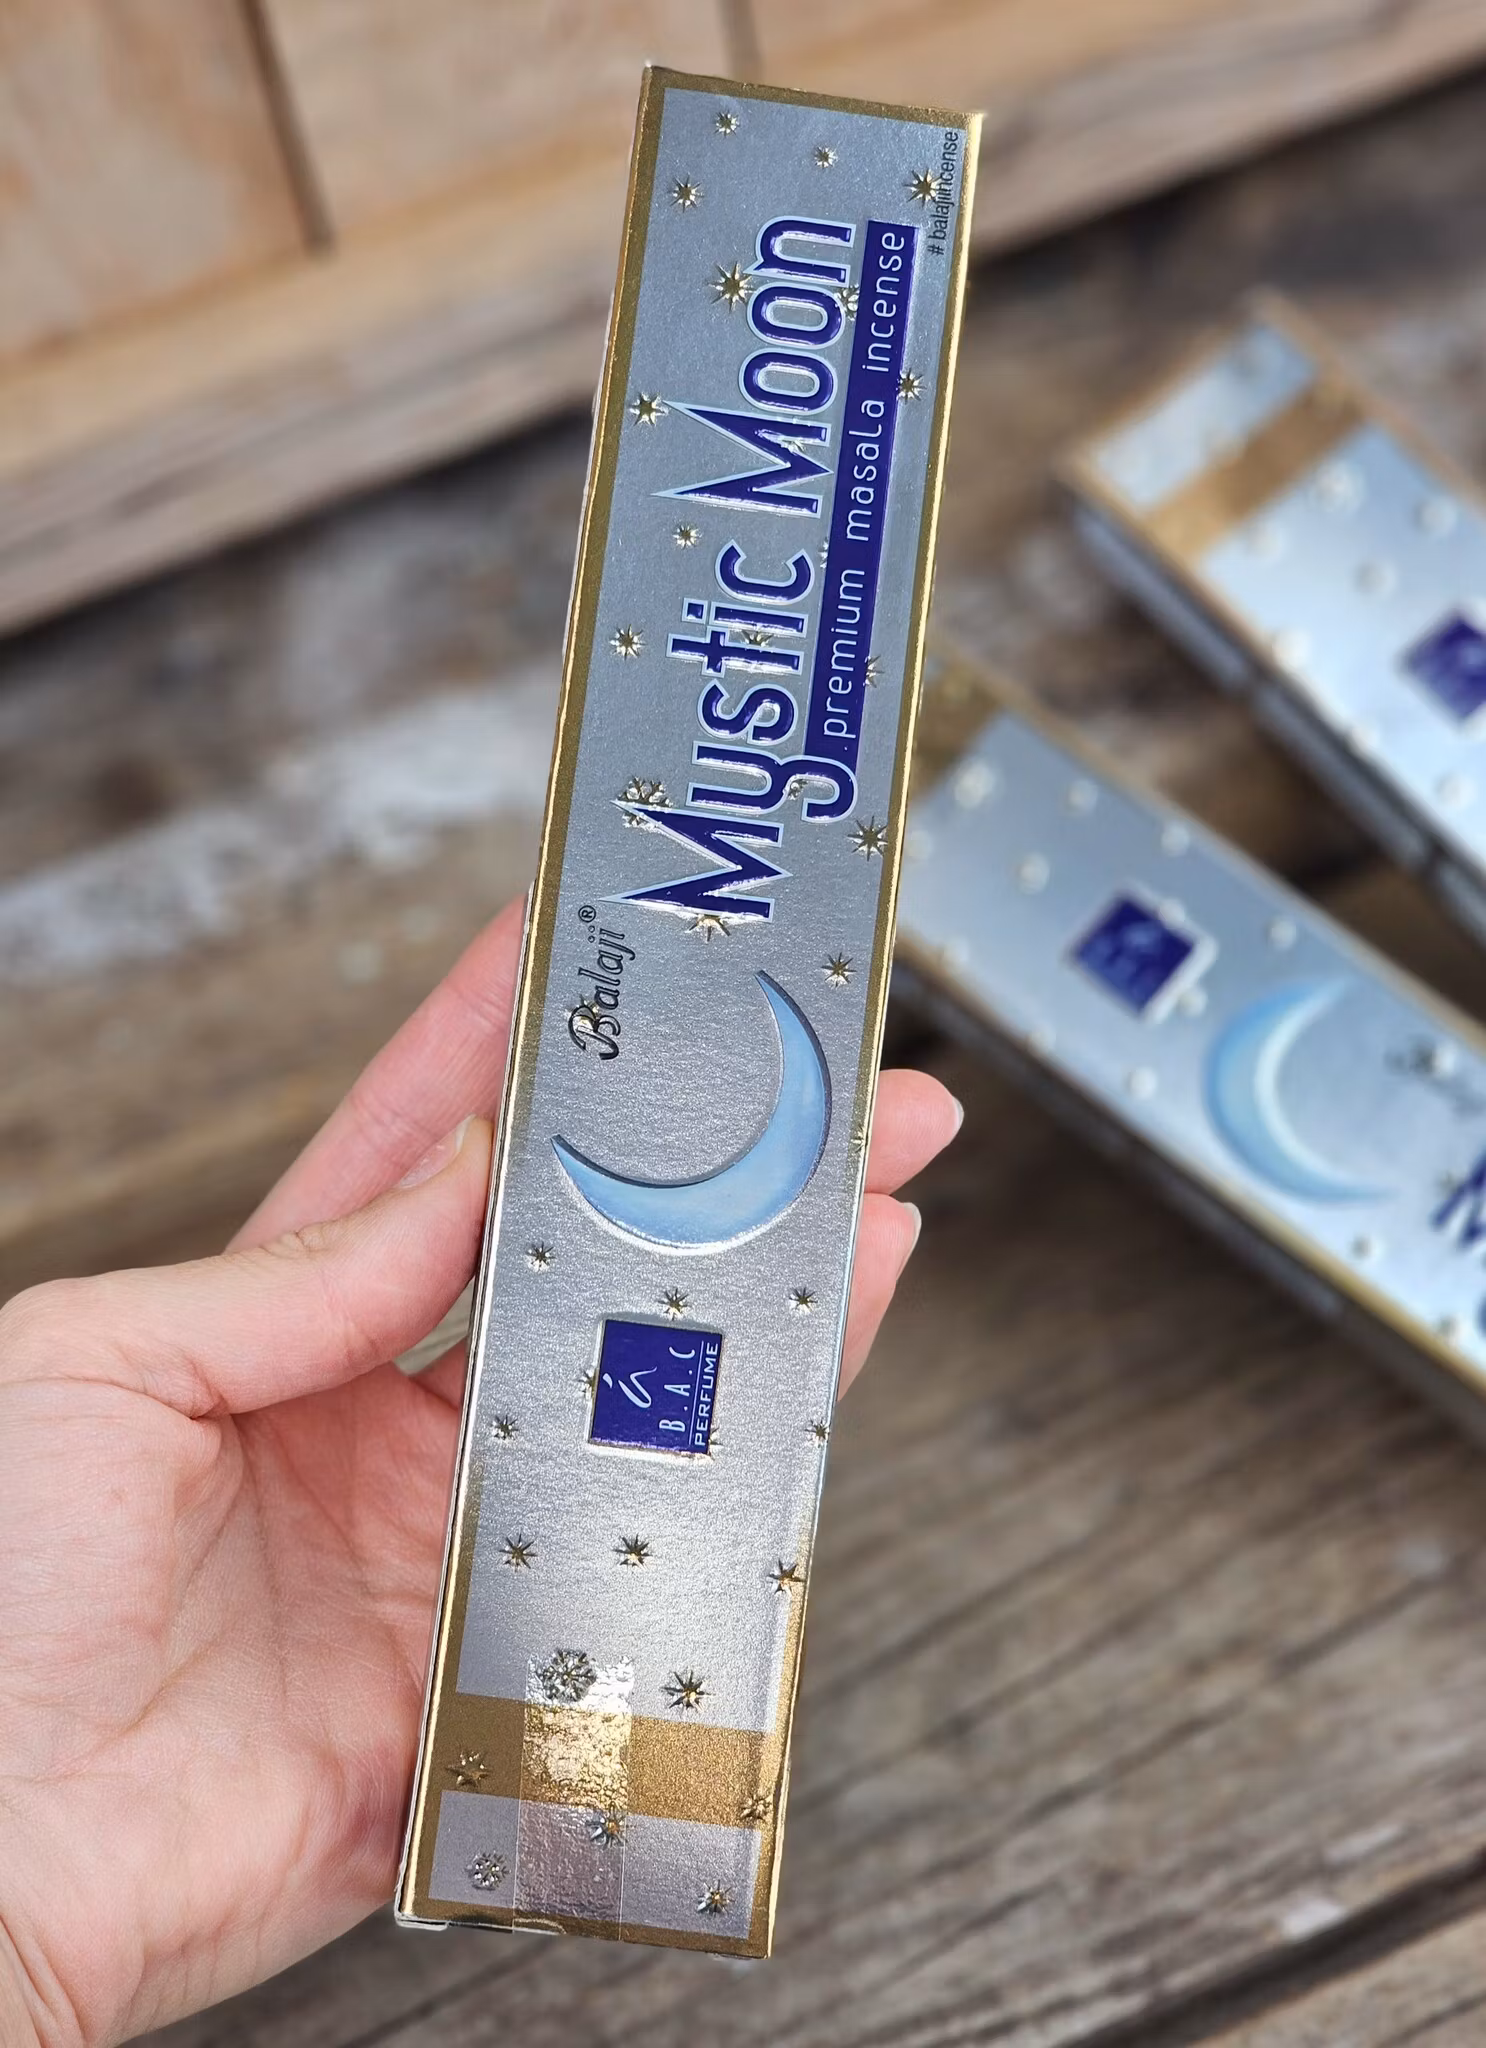 Balaji®
Mystic Moon
premium masala incense
#balajiincense
B.A.C
PERFUME